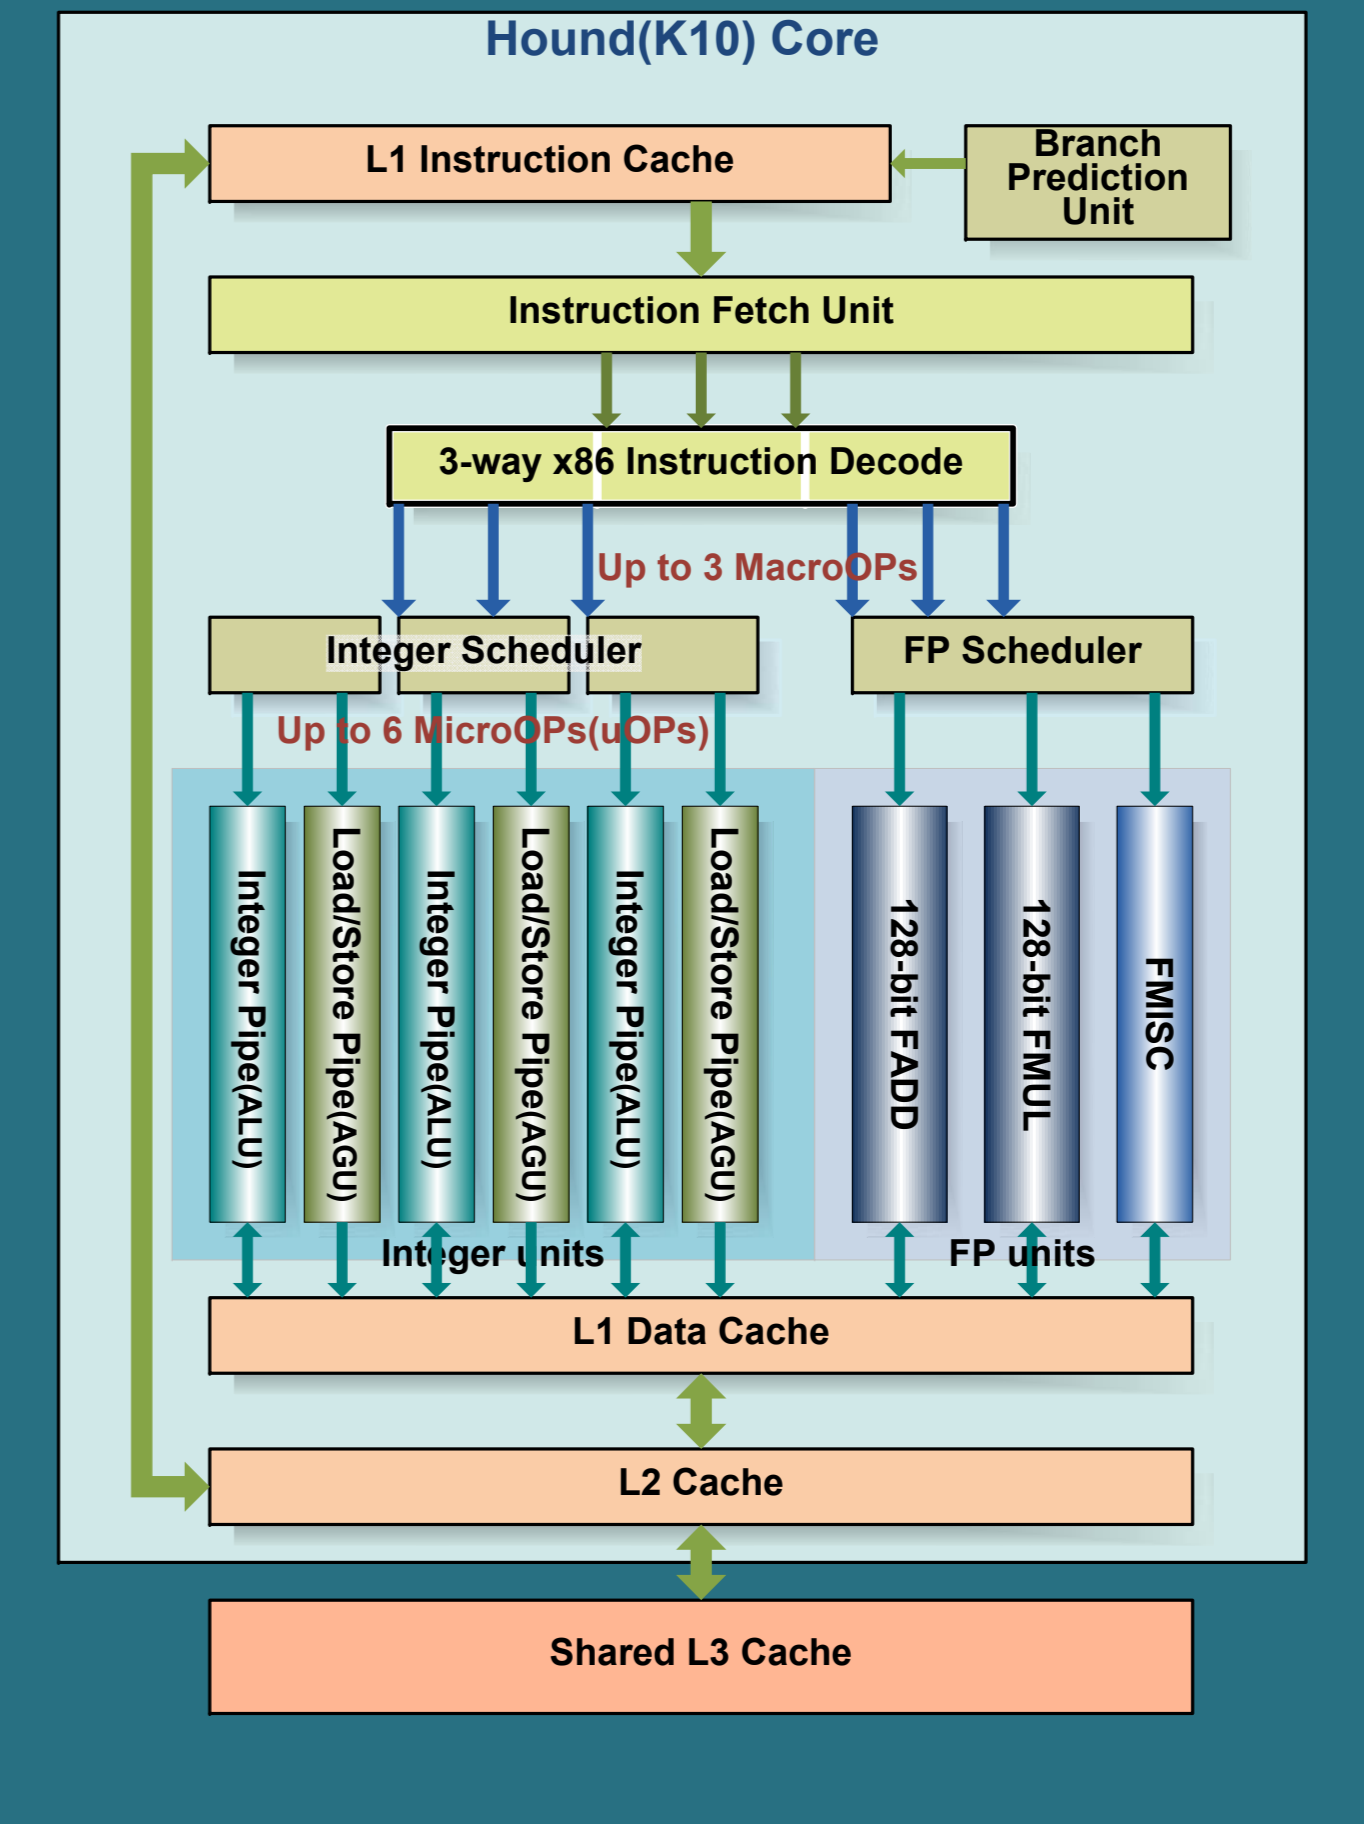 Hound(K10) Core
L1 Instruction Cache
Branch
Prediction
Unit
Instruction Fetch Unit
3-way x86 Instruction Decode
Up to 3 MacroOPs
Integer Scheduler
FP Scheduler
Up to 6 MicroOPs(uOPs)
Integer Pipe(ALU)
Load/Store Pipe(AGU)
Integer Pipe(ALU)
Load/Store Pipe(AGU)
Integer Pipe(ALU)
Load/Store Pipe(AGU)
128-bit FADD
128-bit FMUL
FMISC
Integer units
FP units
L1 Data Cache
L2 Cache
Shared L3 Cache